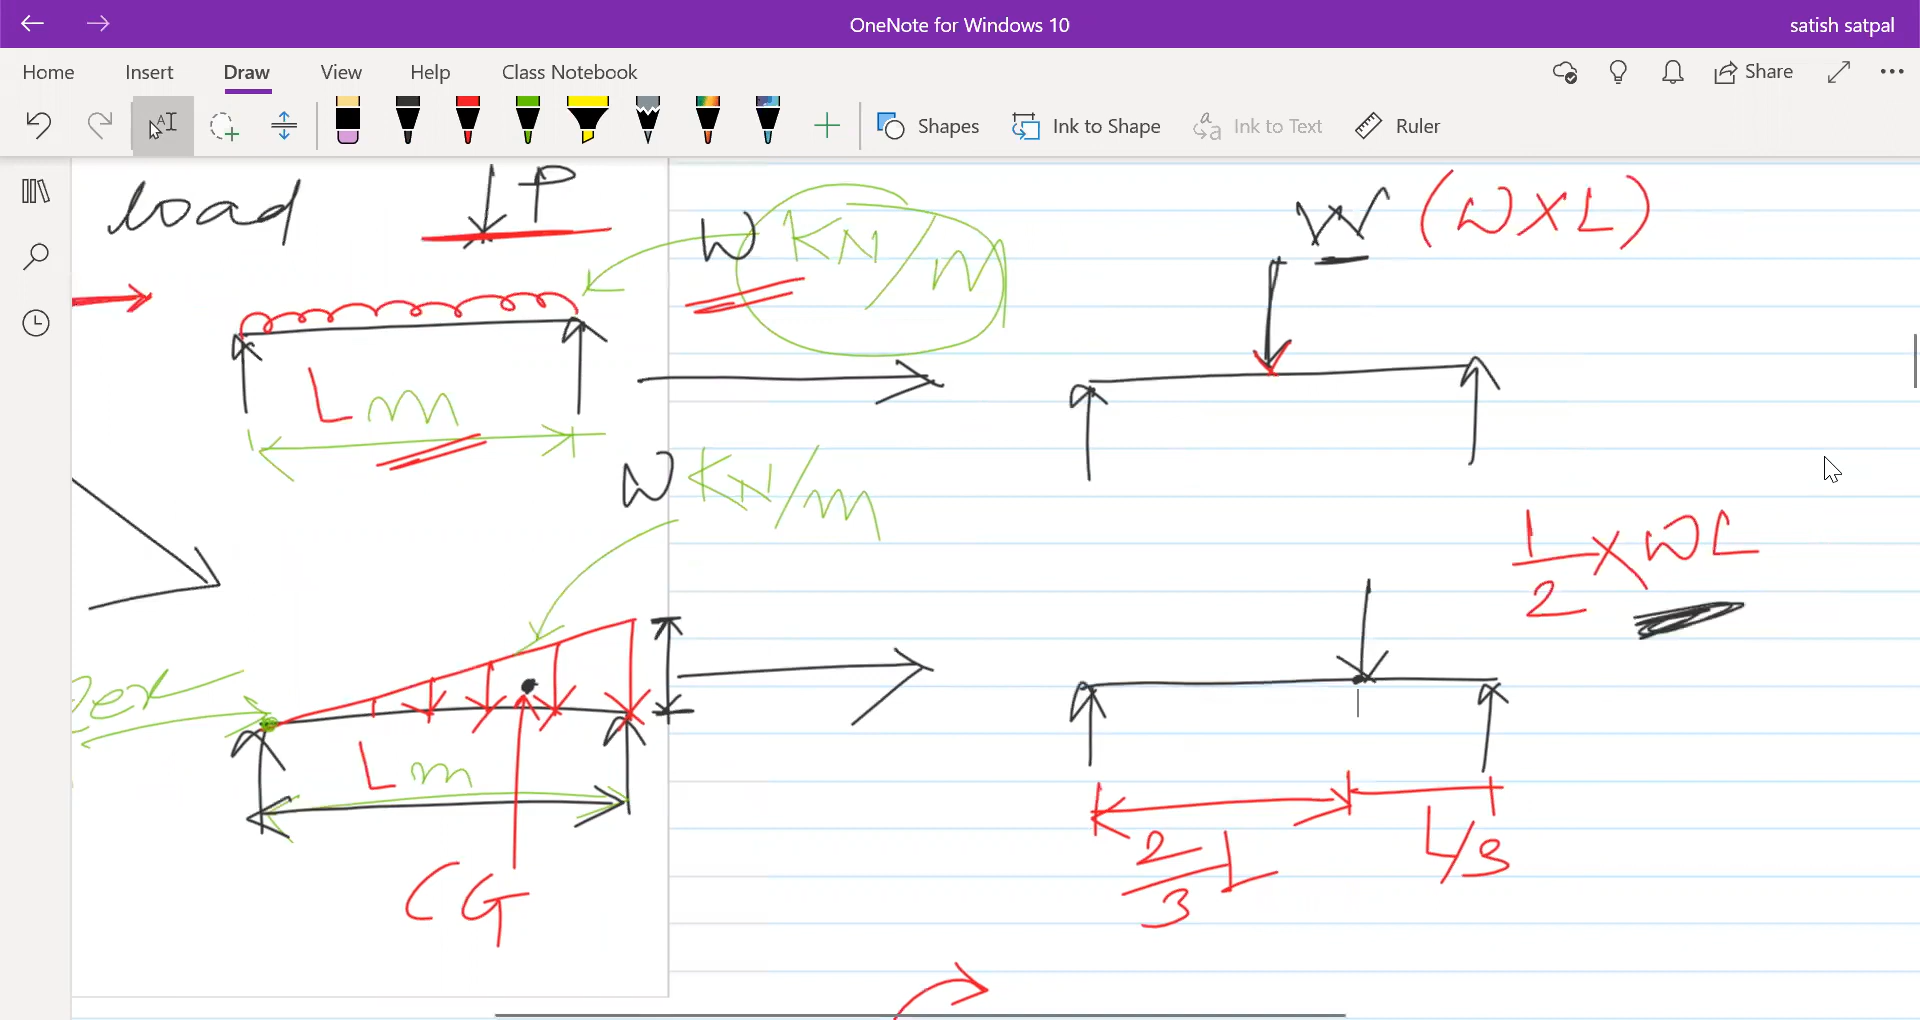 OneNote for Windows 10
satish satpal
Home Insert Draw View Help Class Notebook
Share
Shapes Ink to Shape Ink to Text Ruler
load
P
W KN/m
W (WXL)
L m
W KN/m
1/2 X WL
L m
CG
2/3 L
L/3